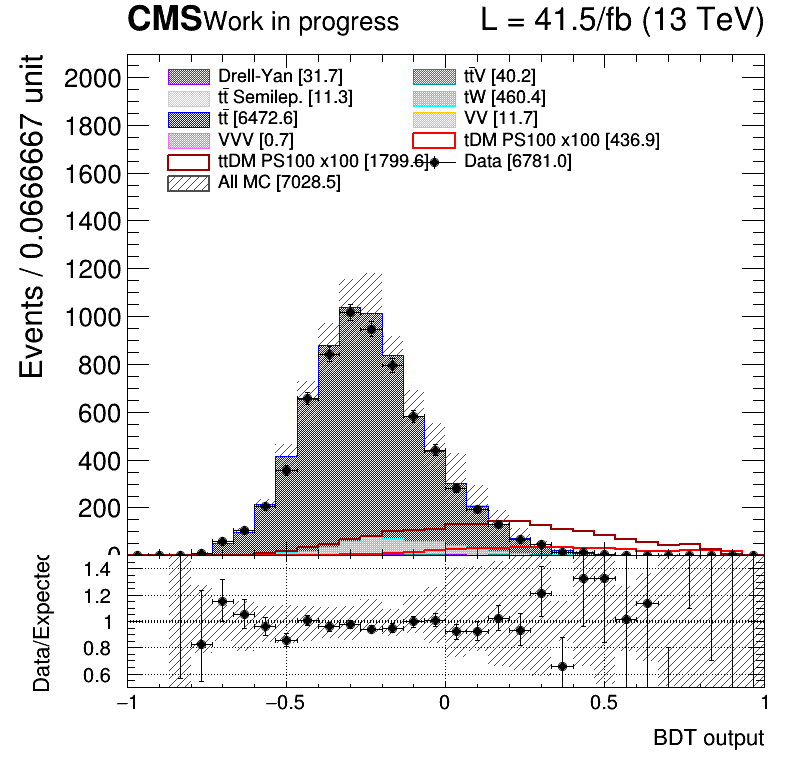 CMS Work in progress L = 41.5/fb (13 TeV)
Events / 0.0666667 unit
2000
1800
1600
1400
1200
1000
800
600
400
200
0
Drell-Yan [31.7]
tt̄ Semilep. [11.3]
tt̄ [6472.6]
VVV [0.7]
ttDM PS100 x100 [1799.6]
All MC [7028.5]
tt̄V [40.2]
tW [460.4]
VV [11.7]
tDM PS100 x100 [436.9]
Data [6781.0]
Data/Expected
1.4
1.2
1
0.8
0.6
−1 −0.5 0 0.5 1
BDT output